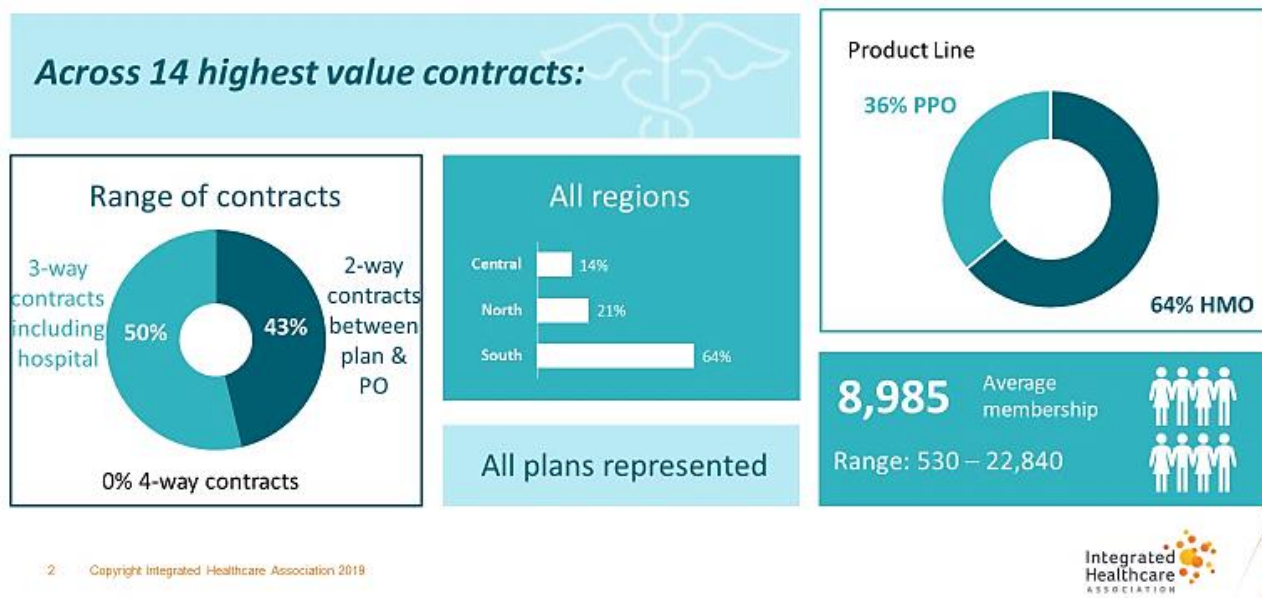 Across 14 highest value contracts:
Range of contracts
3-way
contracts
including
hospital
50%
43%
2-way
contracts
between
plan &
PO
0% 4-way contracts
All regions
Central
14%
North
21%
South
64%
All plans represented
Product Line
36% PPO
64% HMO
8,985
Average
membership
Range: 530 – 22,840
2
Copyright Integrated Healthcare Association 2019
Integrated
Healthcare
ASSOCIATION